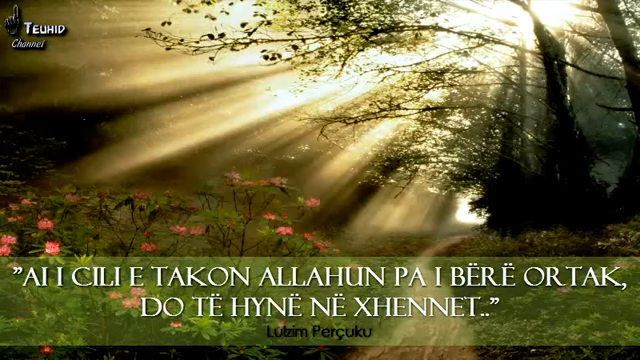 Teuhid
Channel
"AI I CILI E TAKON ALLAHUN PA I BËRË ORTAK,
DO TË HYNË NË XHENNET.."
Lulzim Perçuku